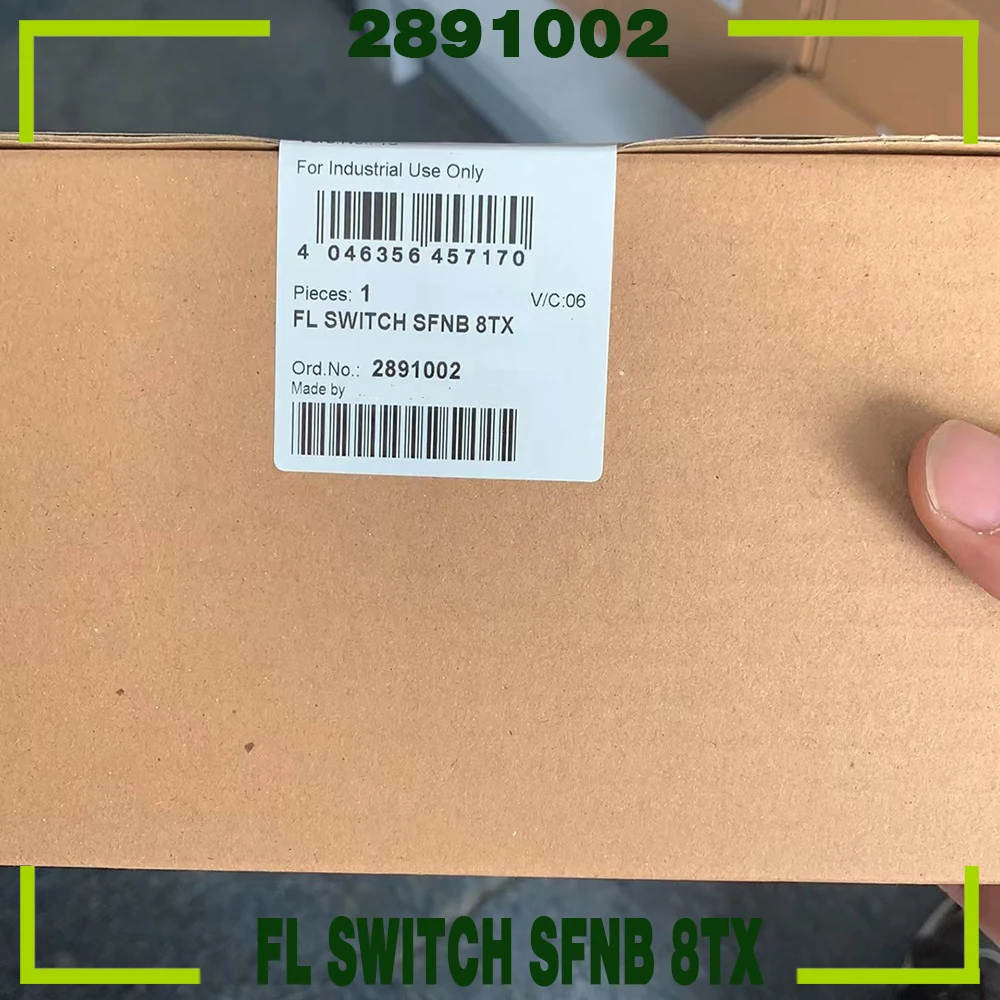 2891002
For Industrial Use Only
4 046356 457170
Pieces: 1
V/C:06
FL SWITCH SFNB 8TX
Ord.No.: 2891002
Made by
FL SWITCH SFNB 8TX